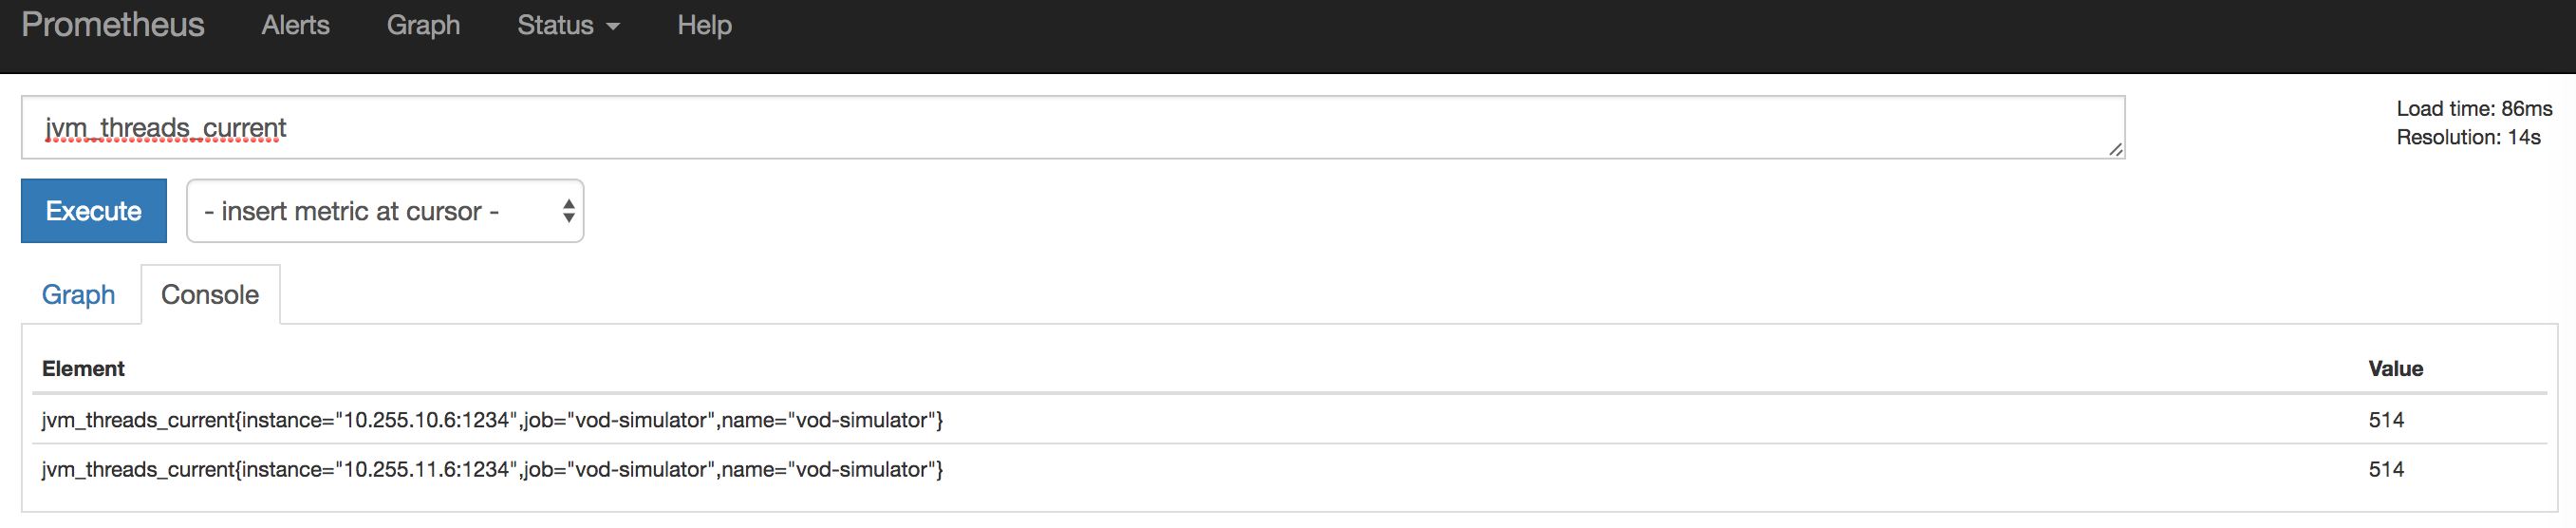 Prometheus Alerts Graph Status Help
jvm_threads_current
Load time: 86ms
Resolution: 14s
Execute - insert metric at cursor -
Graph Console
Element Value
jvm_threads_current{instance="10.255.10.6:1234",job="vod-simulator",name="vod-simulator"} 514
jvm_threads_current{instance="10.255.11.6:1234",job="vod-simulator",name="vod-simulator"} 514